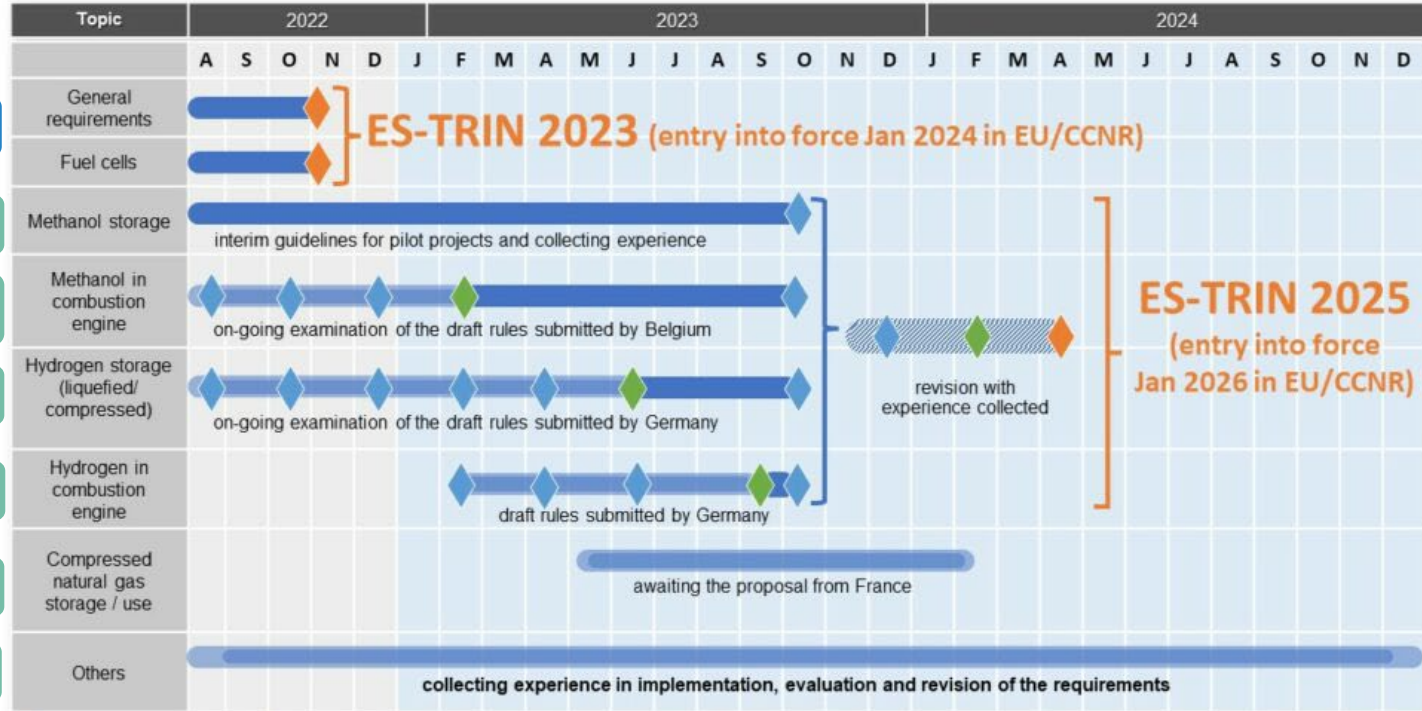 Topic 2022 2023 2024
A S O N D J F M A M J J A S O N D J F M A M J J A S O N D
General
requirements
Fuel cells
ES-TRIN 2023 (entry into force Jan 2024 in EU/CCNR)
Methanol storage
interim guidelines for pilot projects and collecting experience
Methanol in
combustion
engine
on-going examination of the draft rules submitted by Belgium
Hydrogen storage
(liquefied/
compressed)
on-going examination of the draft rules submitted by Germany
Hydrogen in
combustion
engine
draft rules submitted by Germany
revision with
experience collected
ES-TRIN 2025
(entry into force
Jan 2026 in EU/CCNR)
Compressed
natural gas
storage / use
awaiting the proposal from France
Others
collecting experience in implementation, evaluation and revision of the requirements